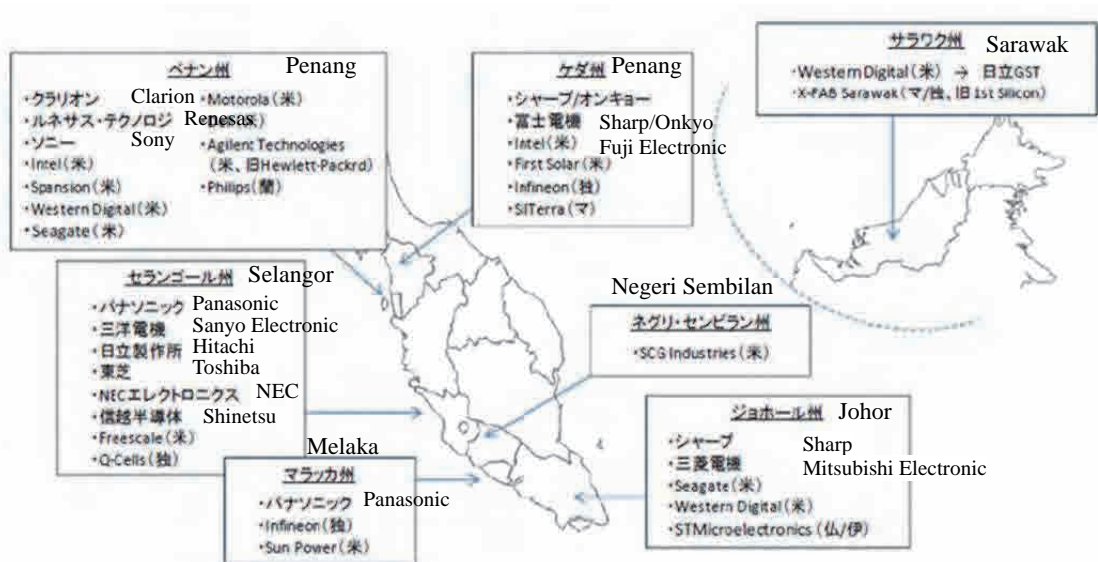 ペナン州 Penang
・クラリオン Clarion ・Motorola(米)
・ルネサス・テクノロジ Renesas (米)
・ソニー Sony ・Agilent Technologies
・Intel(米) (米、旧Hewlett-Packrd)
・Spansion(米) ・Philips(蘭)
・Western Digital(米)
・Seagate(米)
ケダ州 Penang
・シャープ/オンキョー
・富士電機 Sharp/Onkyo
・Intel(米) Fuji Electronic
・First Solar(米)
・Infineon(独)
・SilTerra(マ)
サラワク州 Sarawak
・Western Digital(米) → 日立GST
・X-FAB Sarawak(マ/独、旧1st Silicon)
セランゴール州 Selangor
・パナソニック Panasonic
・三洋電機 Sanyo Electronic
・日立製作所 Hitachi
・東芝 Toshiba
・NECエレクトロニクス NEC
・信越半導体 Shinetsu
・Freescale(米)
・Q-Cells(独)
Negeri Sembilan
ネグリ・センビラン州
・SCG Industries(米)
Melaka
マラッカ州
・パナソニック Panasonic
・Infineon(独)
・Sun Power(米)
ジョホール州 Johor
・シャープ Sharp
・三菱電機 Mitsubishi Electronic
・Seagate(米)
・Western Digital(米)
・STMicroelectronics(仏/伊)